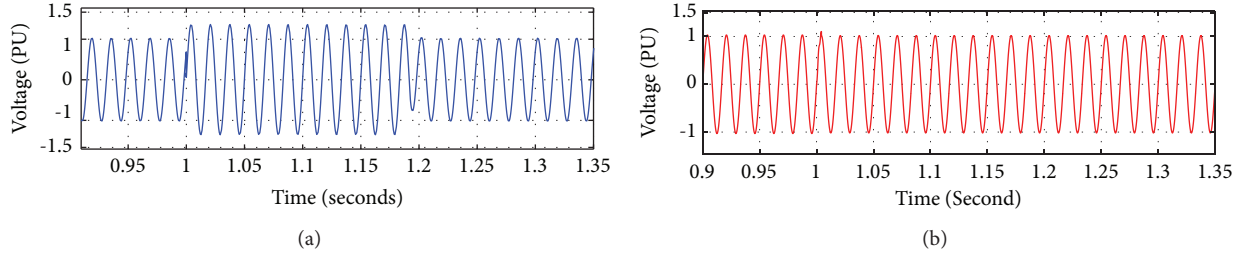 Voltage (PU)
1.5
1
0
-1
-1.5
0.95 1 1.05 1.1 1.15 1.2 1.25 1.3 1.35
Time (seconds)
(a)
Voltage (PU)
1.5
1
0
-1
0.9 0.95 1 1.05 1.1 1.15 1.2 1.25 1.3 1.35
Time (Second)
(b)